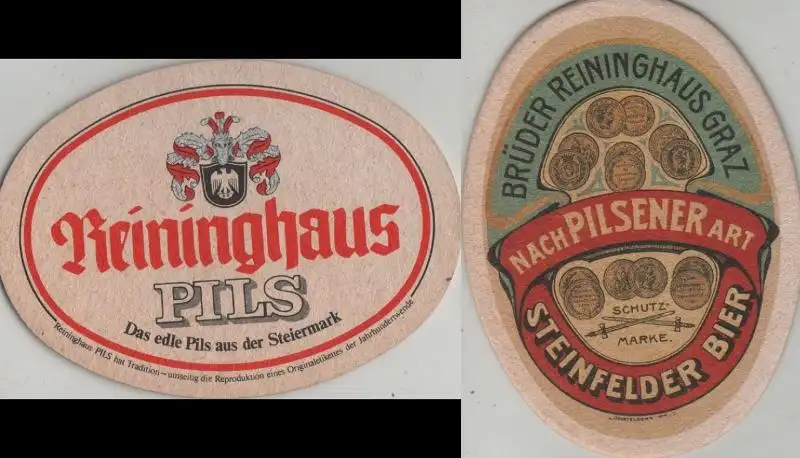 Reininghaus
PILS
Das edle Pils aus der Steiermark
Reininghaus PILS hat Tradition – umseitig die Reproduktion eines Originaletikettes der Jahrhundertwende
BRÜDER REININGHAUS GRAZ
NACH PILSENER ART
SCHUTZ-
MARKE.
STEINFELDER BIER